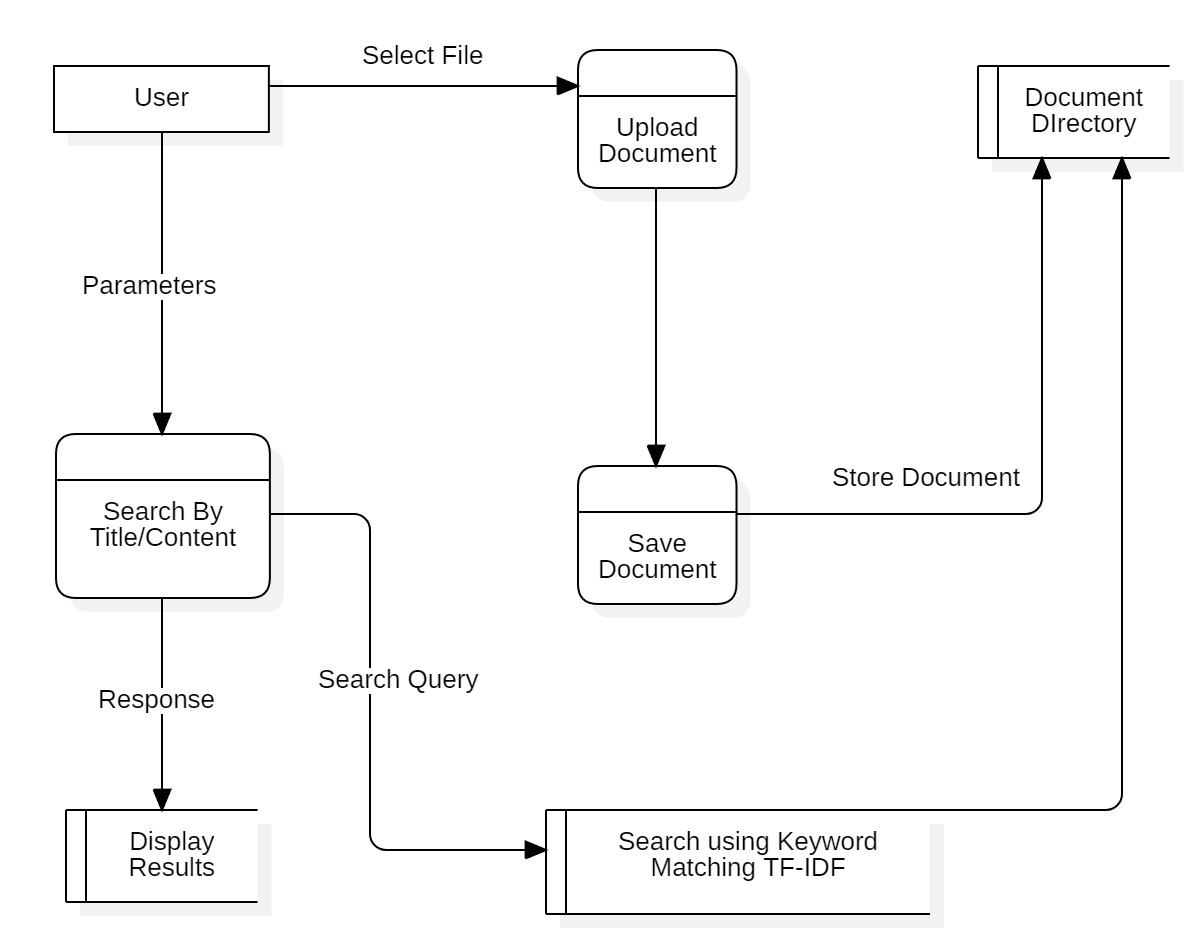 Select File
User
Upload
Document
Document
DIrectory
Parameters
Store Document
Search By
Title/Content
Save
Document
Search Query
Response
Display
Results
Search using Keyword
Matching TF-IDF